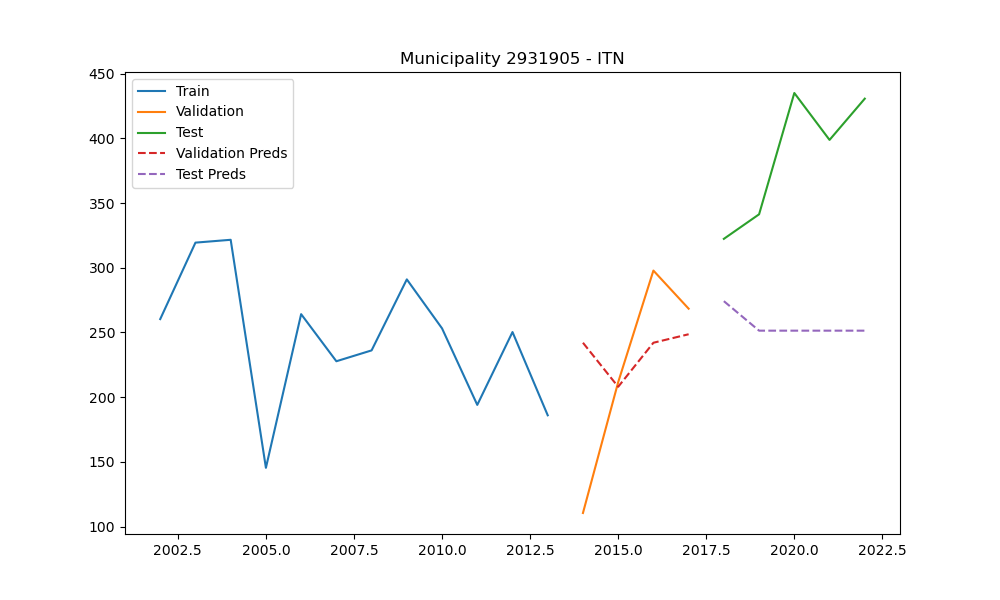 Municipality 2931905 - ITN
450
400
350
300
250
200
150
100
Train
Validation
Test
Validation Preds
Test Preds
2002.5 2005.0 2007.5 2010.0 2012.5 2015.0 2017.5 2020.0 2022.5